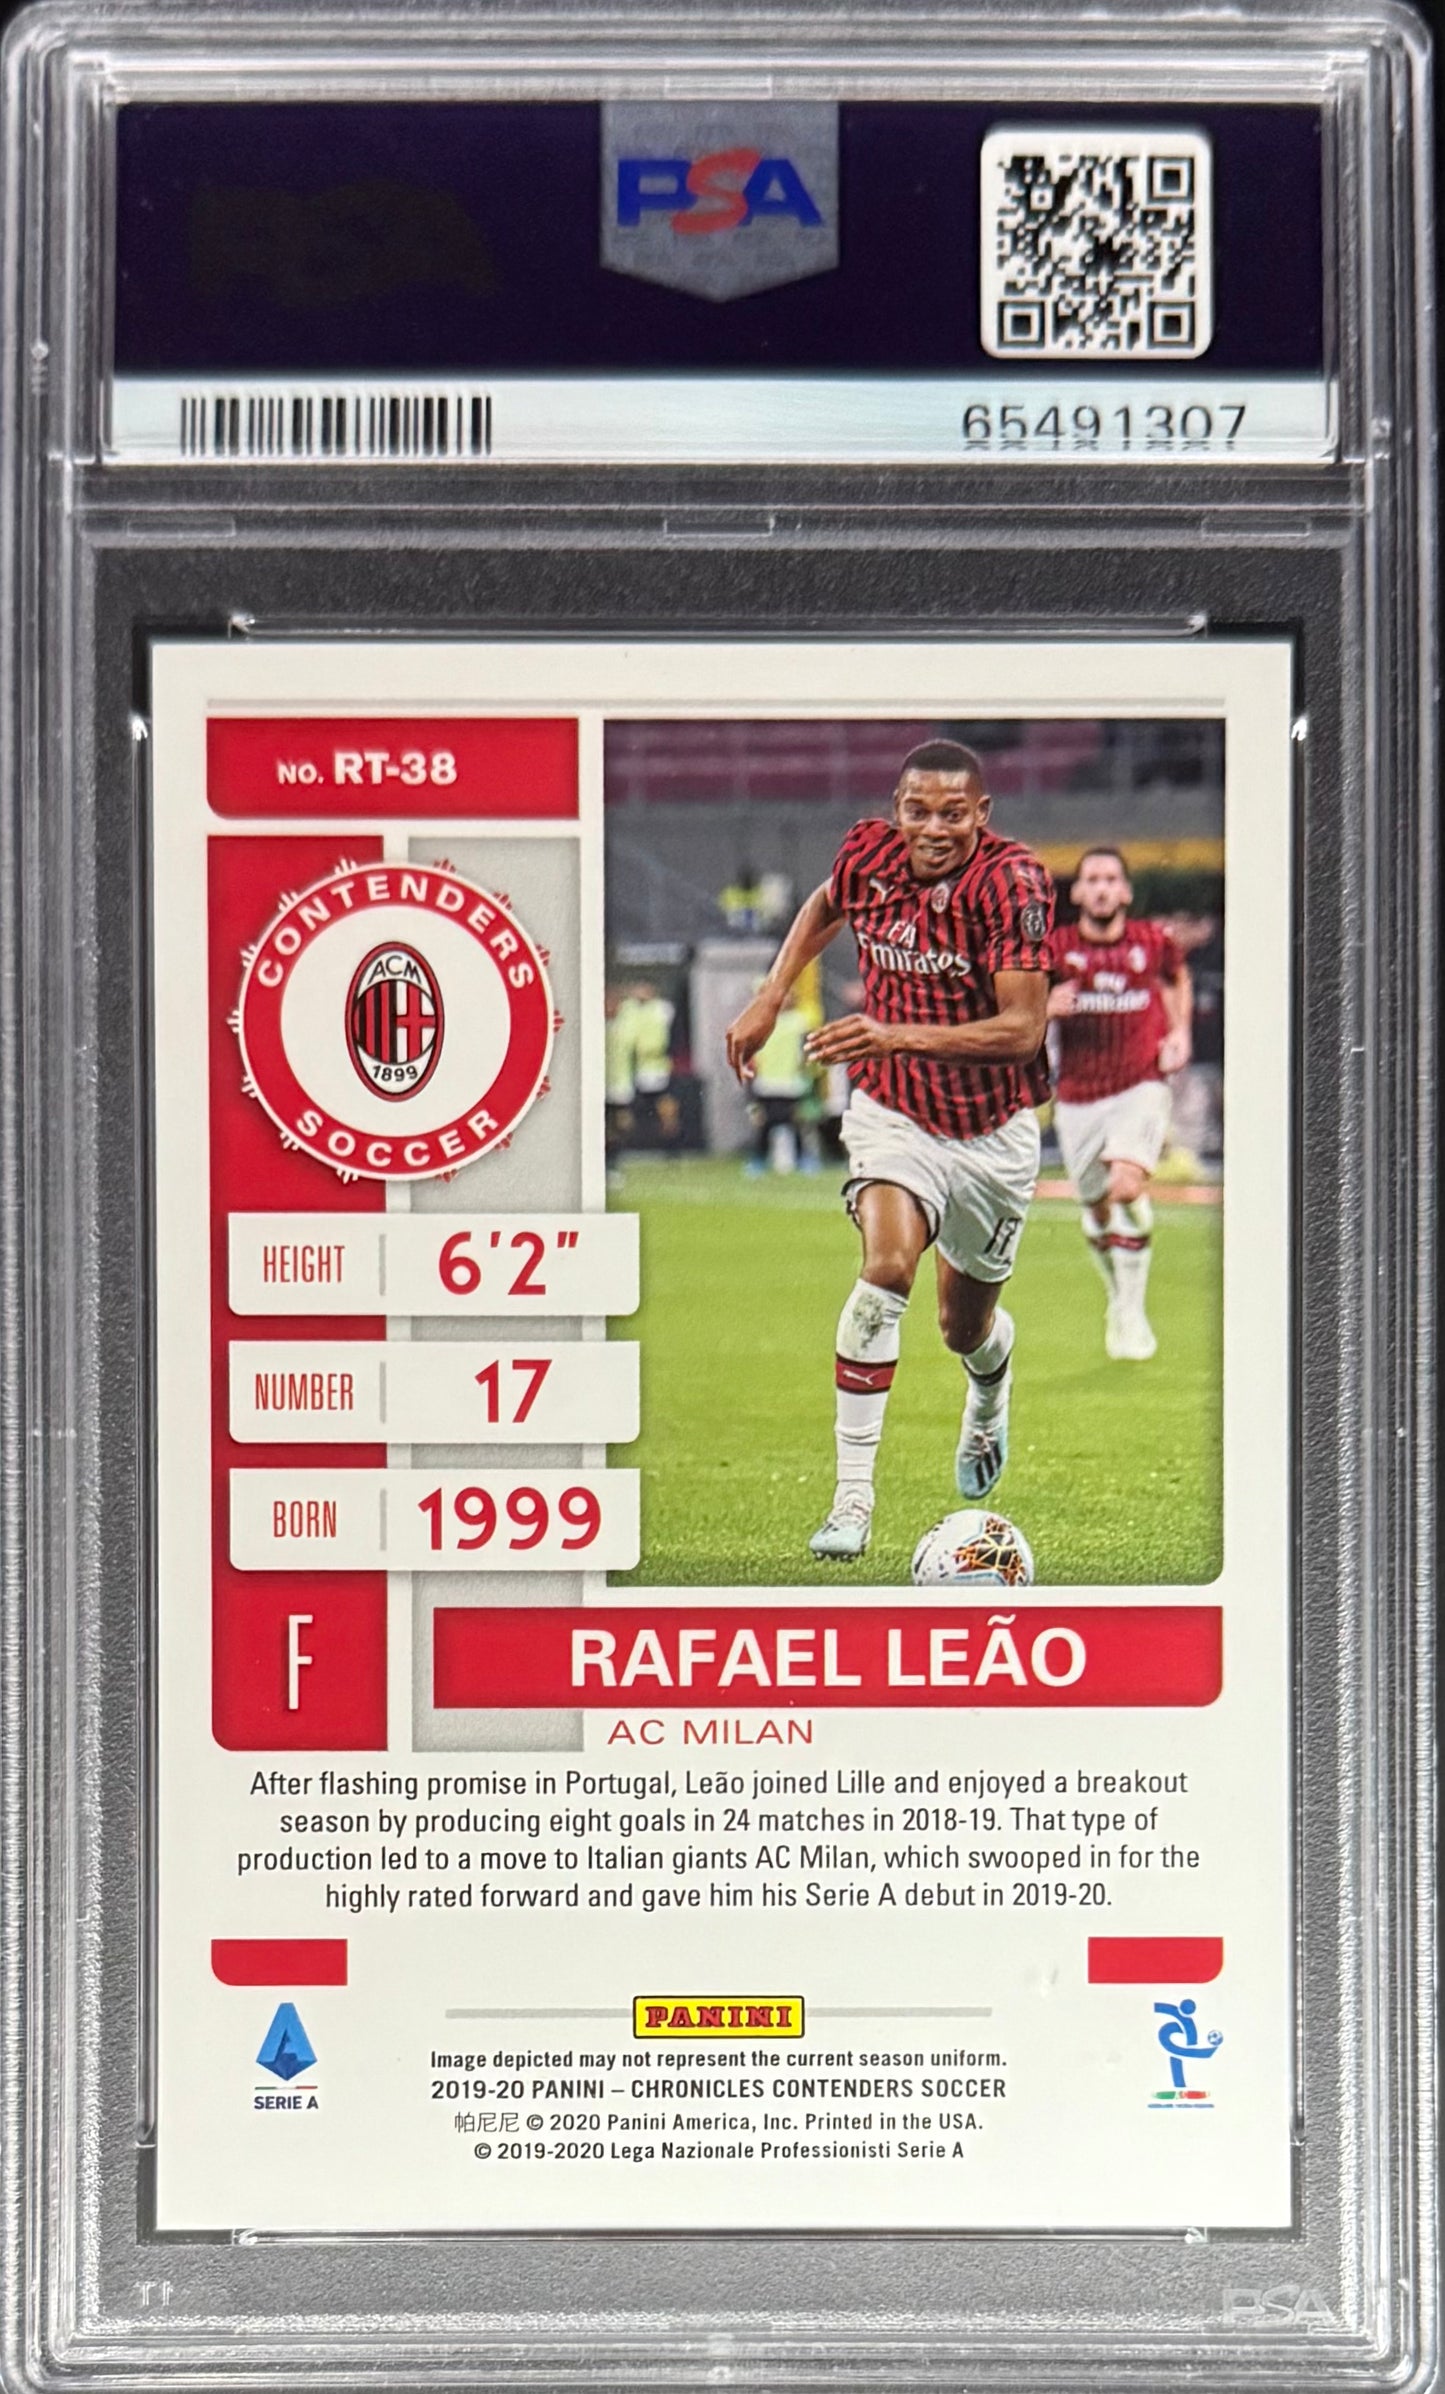 PSA
65491307
NO. RT-38
CONTENDERS
ACM
1899
SOCCER
HEIGHT 6'2"
NUMBER 17
BORN 1999
Fly
Emirates
17
F
RAFAEL LEÃO
AC MILAN
After flashing promise in Portugal, Leão joined Lille and enjoyed a breakout
season by producing eight goals in 24 matches in 2018-19. That type of
production led to a move to Italian giants AC Milan, which swooped in for the
highly rated forward and gave him his Serie A debut in 2019-20.
PANINI
SERIE A
Image depicted may not represent the current season uniform.
2019-20 PANINI – CHRONICLES CONTENDERS SOCCER
帕尼尼 © 2020 Panini America, Inc. Printed in the USA.
© 2019-2020 Lega Nazionale Professionisti Serie A
PSA